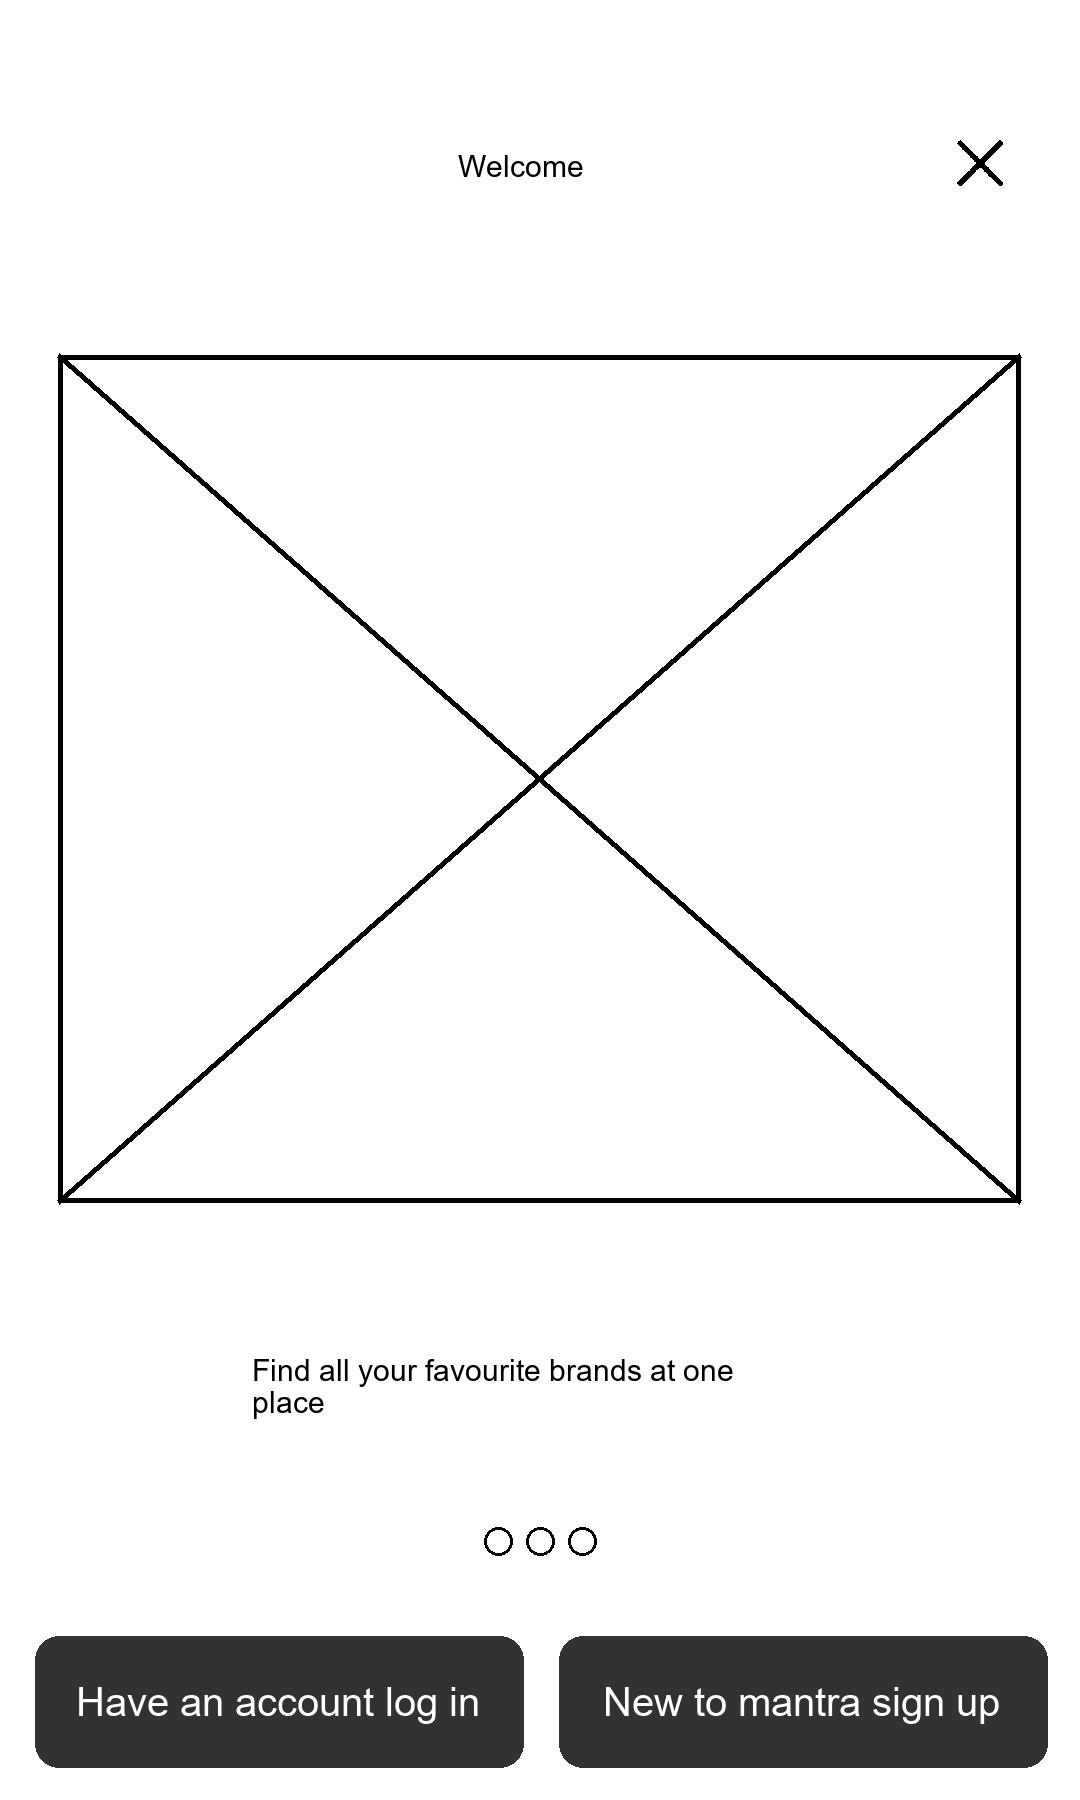 Welcome
Find all your favourite brands at one
place
Have an account log in
New to mantra sign up